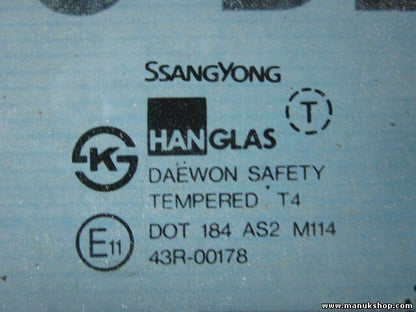 SSANGYONG
T
HANGLAS
K
DAEWON SAFETY
TEMPERED T4
E11
DOT 184 AS2 M114
43R-00178
www.manukshop.com